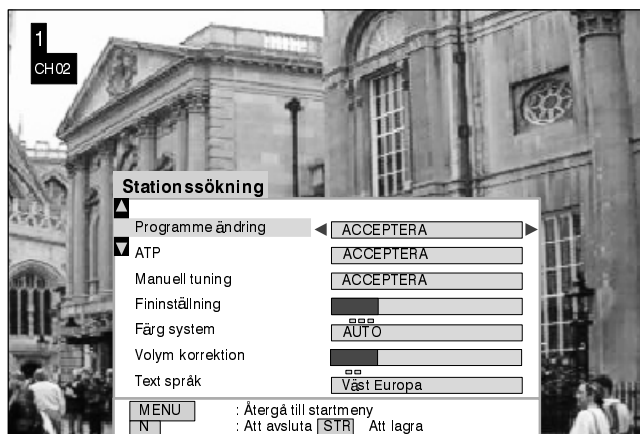 1
CH02
Stationssökning
Programme ändring ACCEPTERA
ATP ACCEPTERA
Manuell tuning ACCEPTERA
Fininställning
Färg system AUTO
Volym korrektion
Text språk Väst Europa
MENU : Återgå till startmeny
N : Att avsluta STR Att lagra